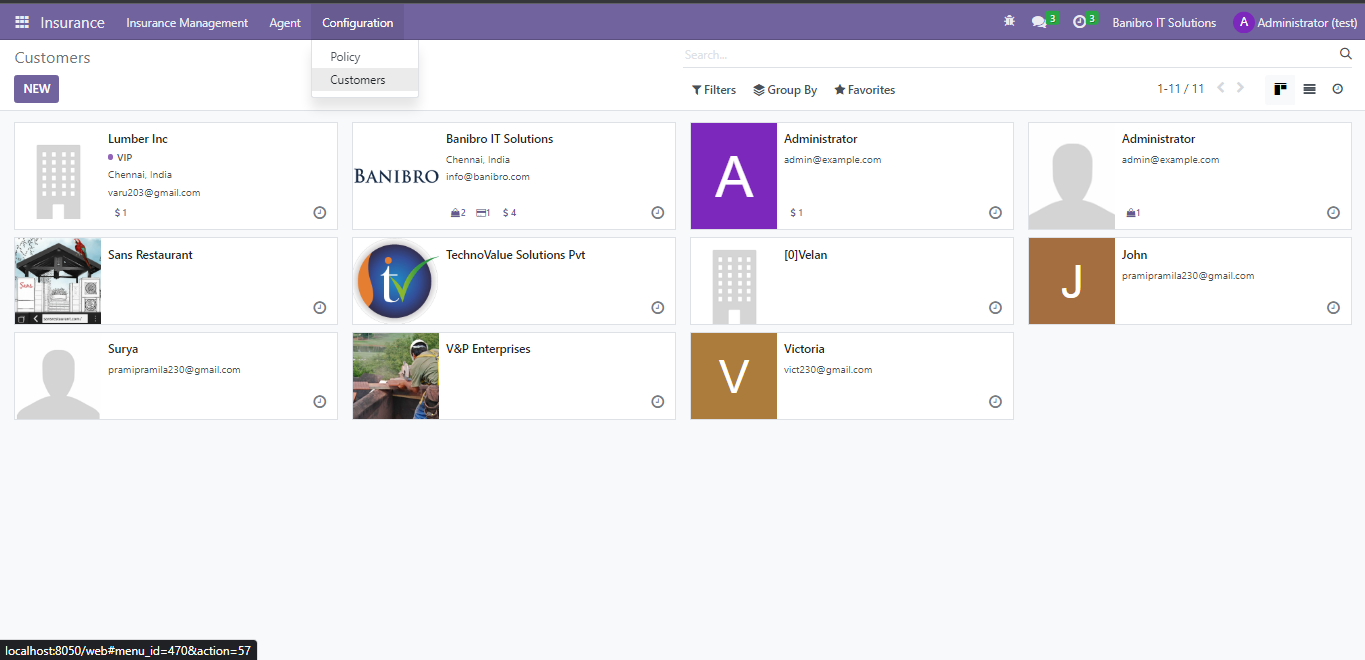 Insurance Insurance Management Agent Configuration 3 3 Banibro IT Solutions A Administrator (test)
Policy
Customers
Customers
NEW
Search...
Filters Group By Favorites
1-11 / 11
Lumber Inc
VIP
Chennai, India
varu203@gmail.com
$ 1
BANIBRO
Banibro IT Solutions
Chennai, India
info@banibro.com
2 1 $ 4
A
Administrator
admin@example.com
$ 1
Administrator
admin@example.com
1
Sans
Sans Restaurant
tv
TechnoValue Solutions Pvt
[0]Velan
J
John
pramipramila230@gmail.com
Surya
pramipramila230@gmail.com
V&P Enterprises
V
Victoria
vict230@gmail.com
localhost:8050/web#menu_id=470&action=57